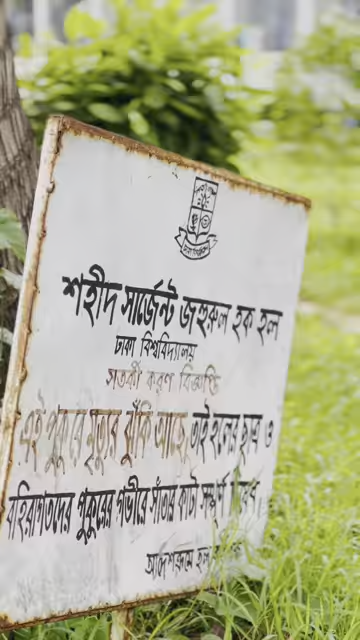 শহীদ সার্জেন্ট জহুরুল হক হল
ঢাকা বিশ্ববিদ্যালয়
সতর্কী করণ বিজ্ঞপ্তি
এই পুকুরে মৃত্যুর ঝুঁকি আছে, তাই হলের ছাত্র ও
বহিরাগতদের পুকুরের গভীরে সাঁতার কাটা সম্পূর্ণ
আদেশক্রমে হল